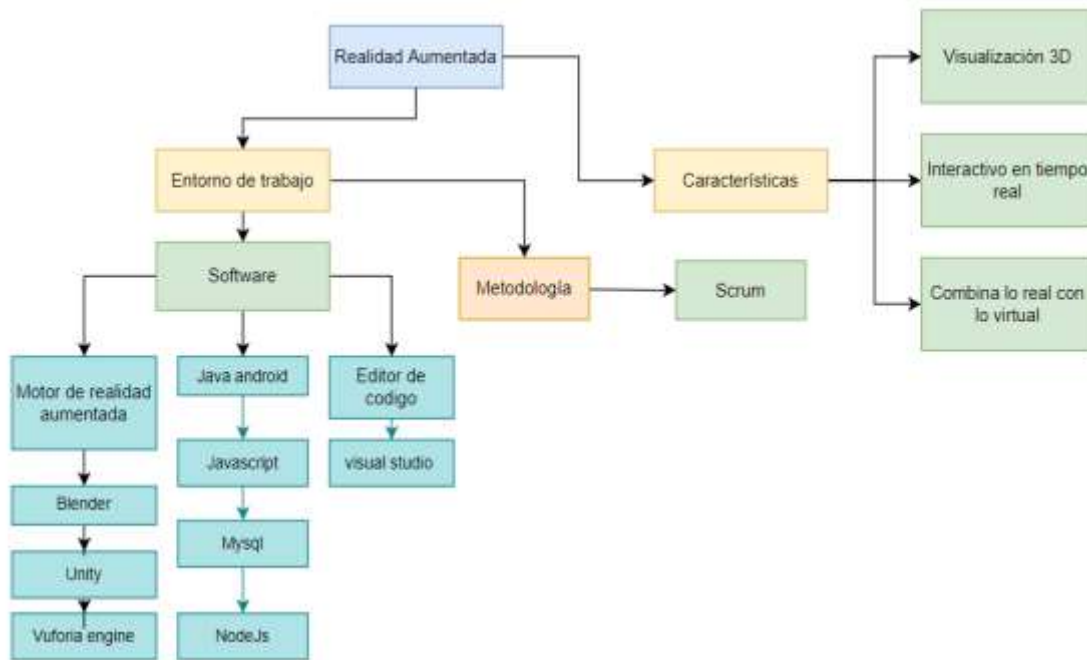 Realidad Aumentada
Visualización 3D
Entorno de trabajo
Características
Interactivo en tiempo
real
Software
Metodología
Scrum
Combina lo real con
lo virtual
Motor de realidad
aumentada
Java android
Editor de
codigo
Javascript
visual studio
Blender
Mysql
Unity
Vuforia engine
NodeJs